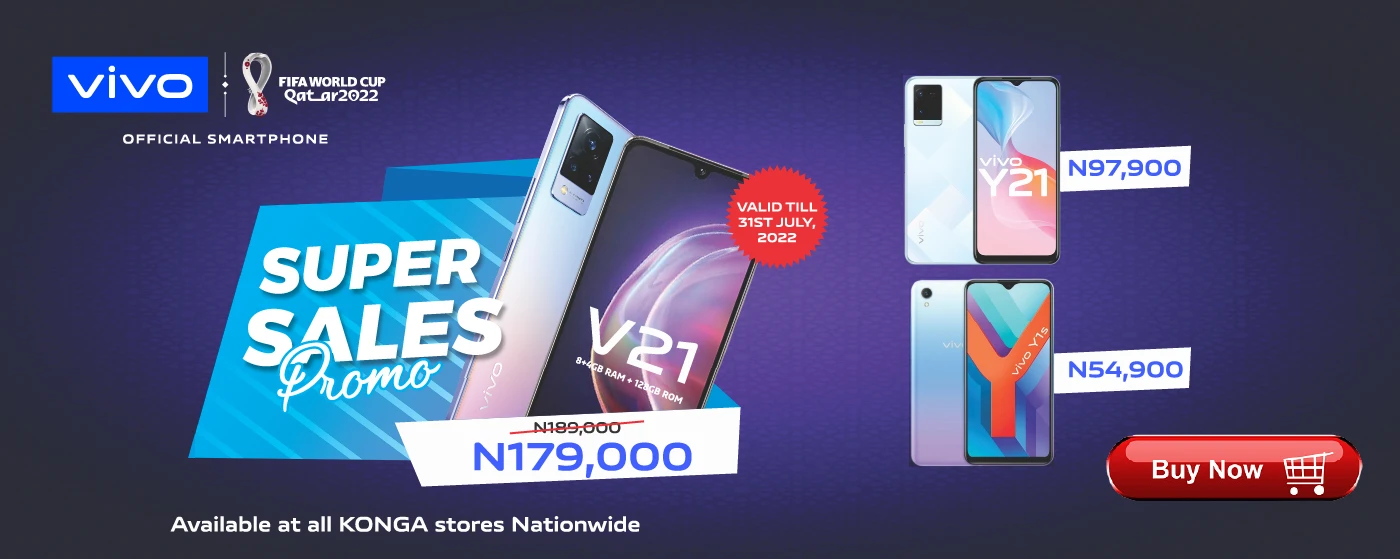 vivo
FIFA WORLD CUP
Qatar2022
OFFICIAL SMARTPHONE
SUPER
SALES
Promo
VALID TILL
31ST JULY,
2022
vivo
V21
8+4GB RAM + 128GB ROM
N189,000
N179,000
vivo
vivo
Y21
N97,900
vivo
vivo Y1s
N54,900
Buy Now
Available at all KONGA stores Nationwide